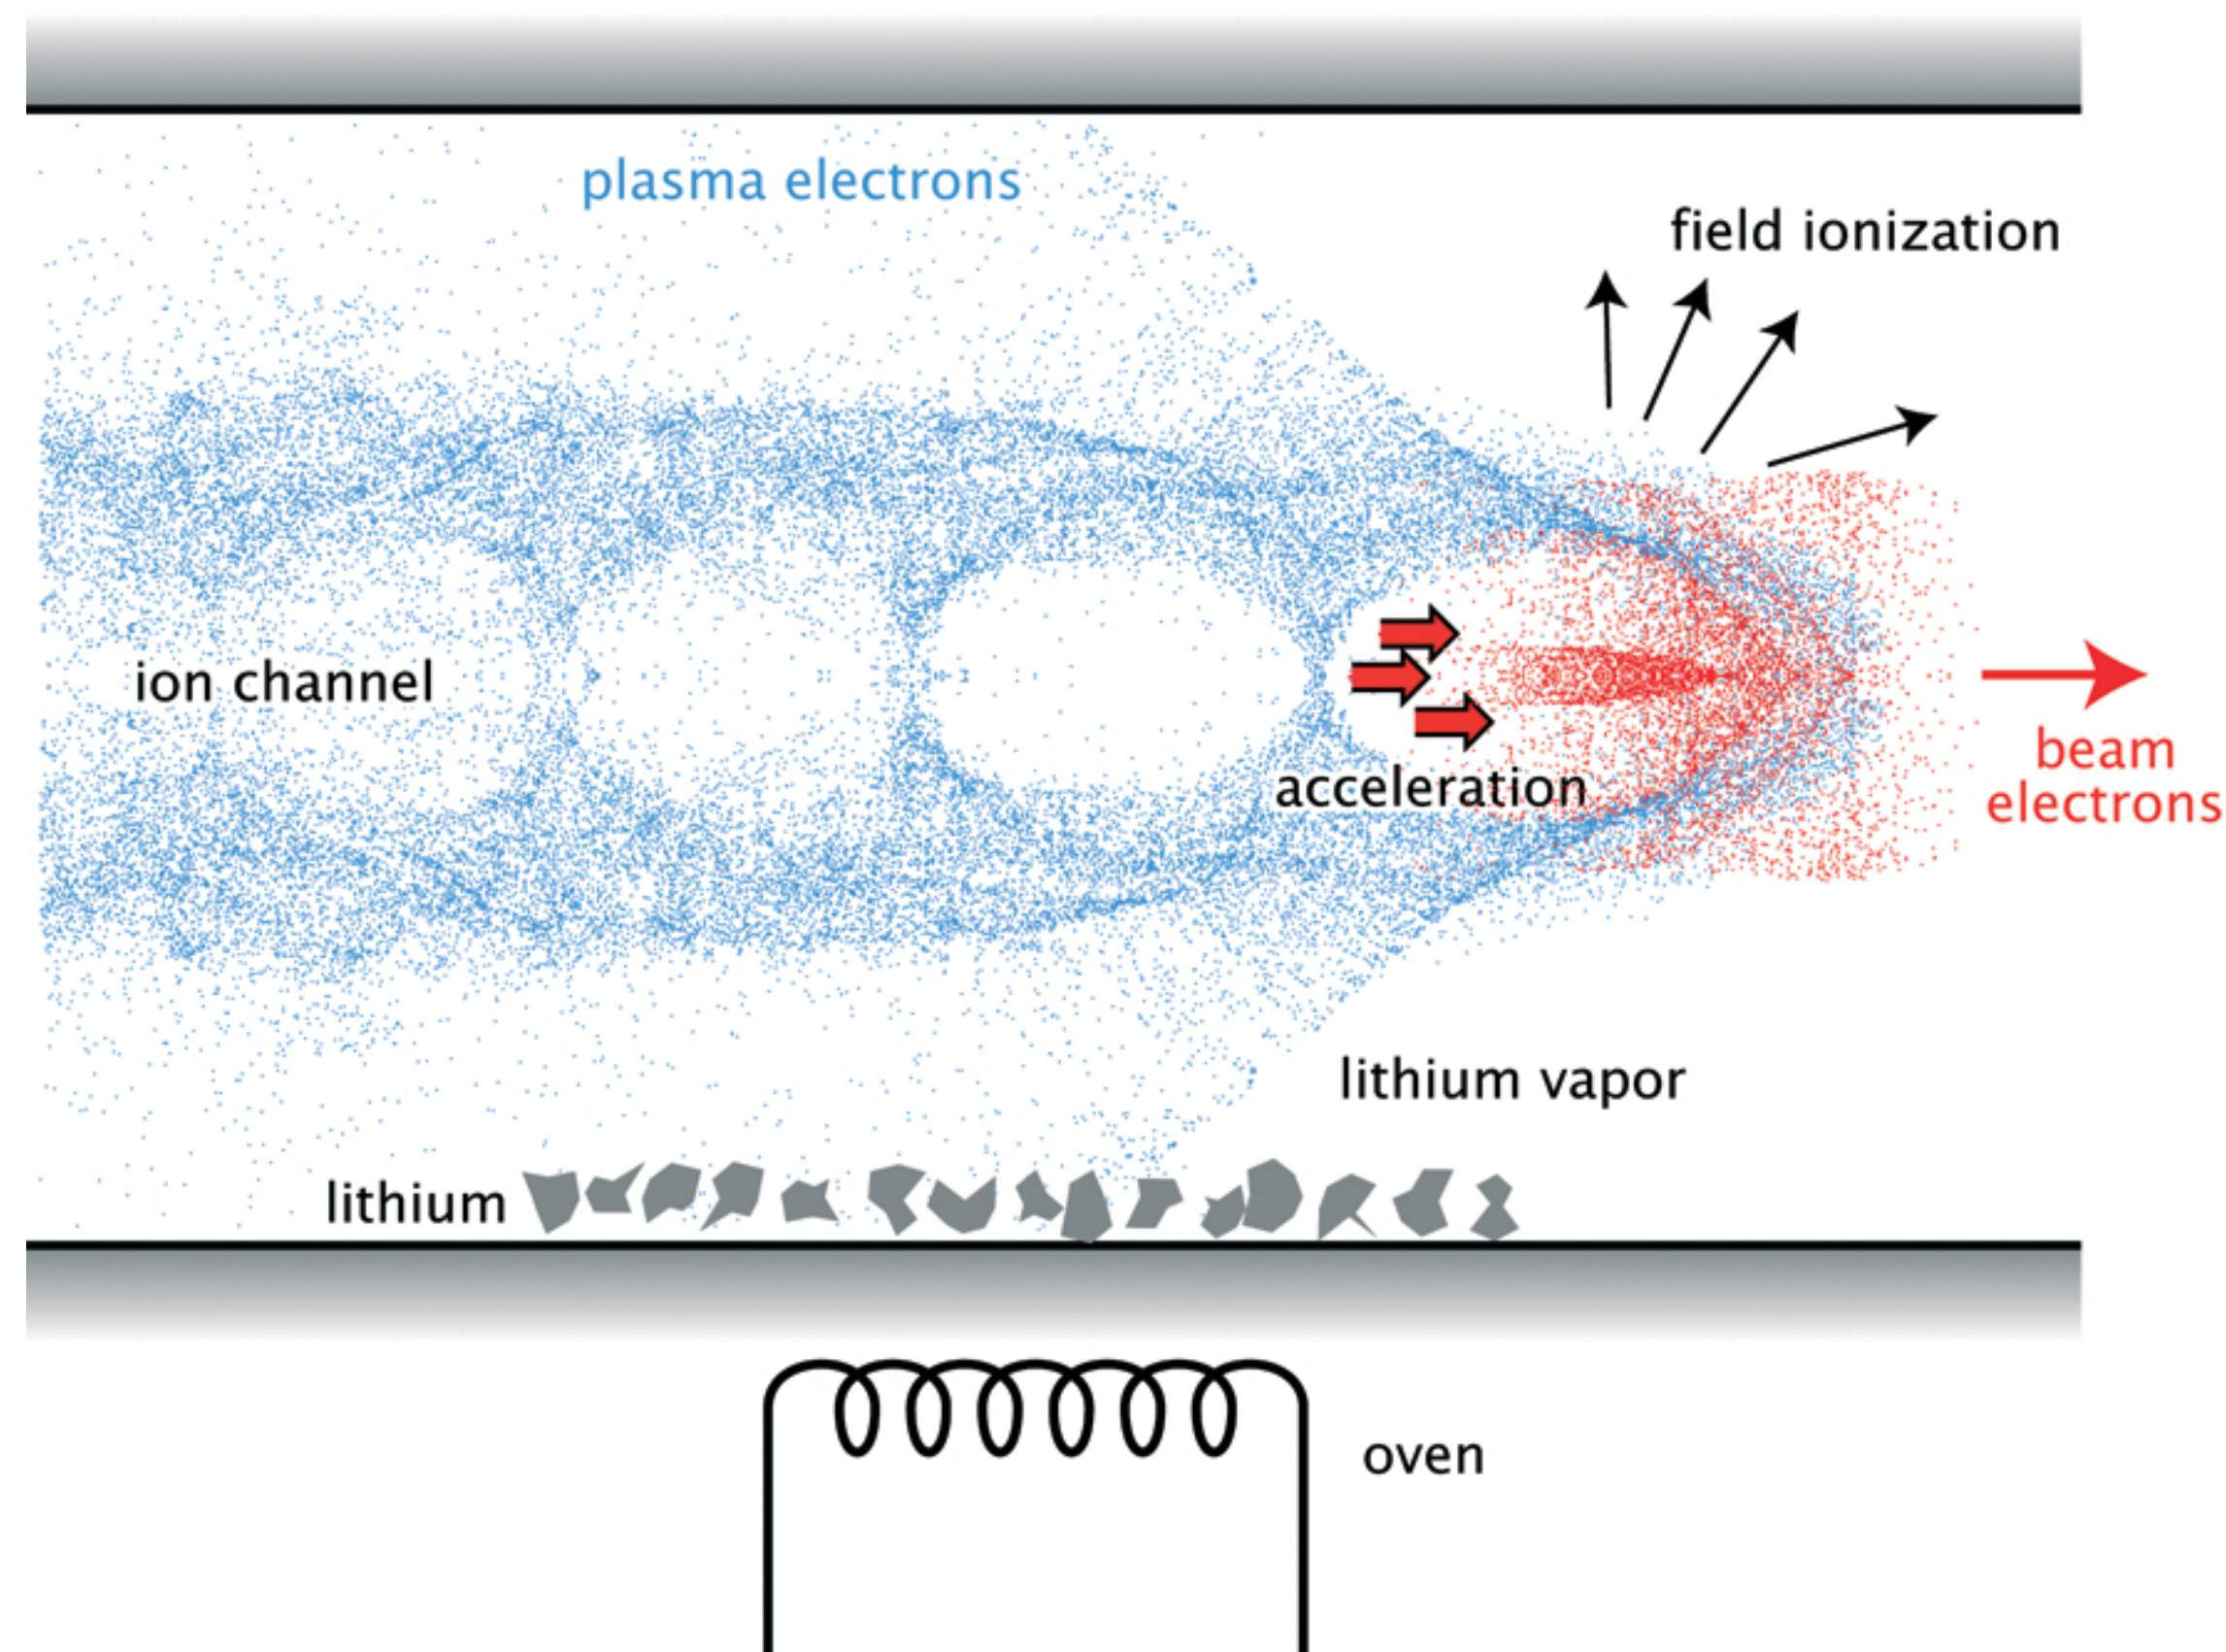 plasma electrons
field ionization
ion channel
acceleration
beam
electrons
lithium vapor
lithium
oven